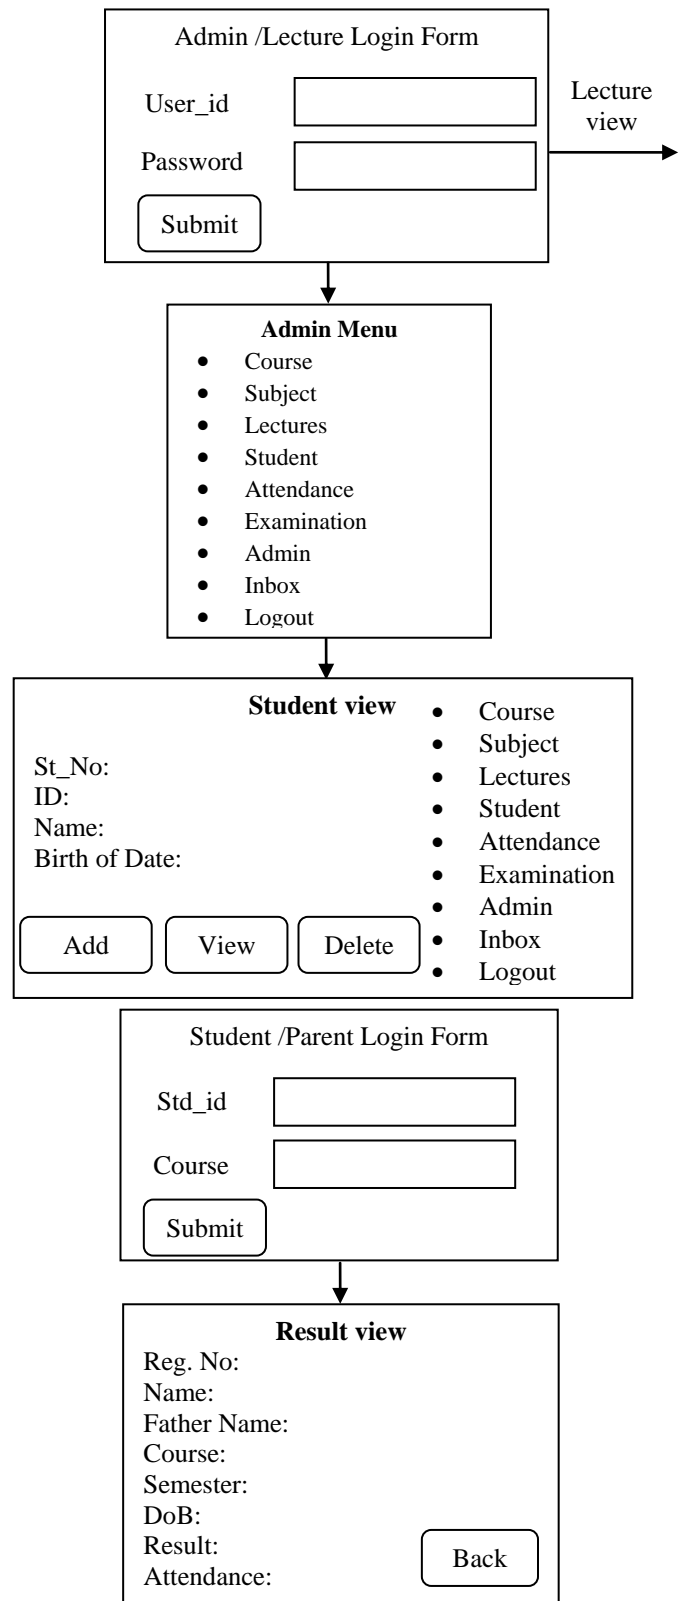 Admin /Lecture Login Form
User_id
Password
Submit
Lecture
view
Admin Menu
• Course
• Subject
• Lectures
• Student
• Attendance
• Examination
• Admin
• Inbox
• Logout
Student view
St_No:
ID:
Name:
Birth of Date:
Add
View
Delete
• Course
• Subject
• Lectures
• Student
• Attendance
• Examination
• Admin
• Inbox
• Logout
Student /Parent Login Form
Std_id
Course
Submit
Result view
Reg. No:
Name:
Father Name:
Course:
Semester:
DoB:
Result:
Attendance:
Back